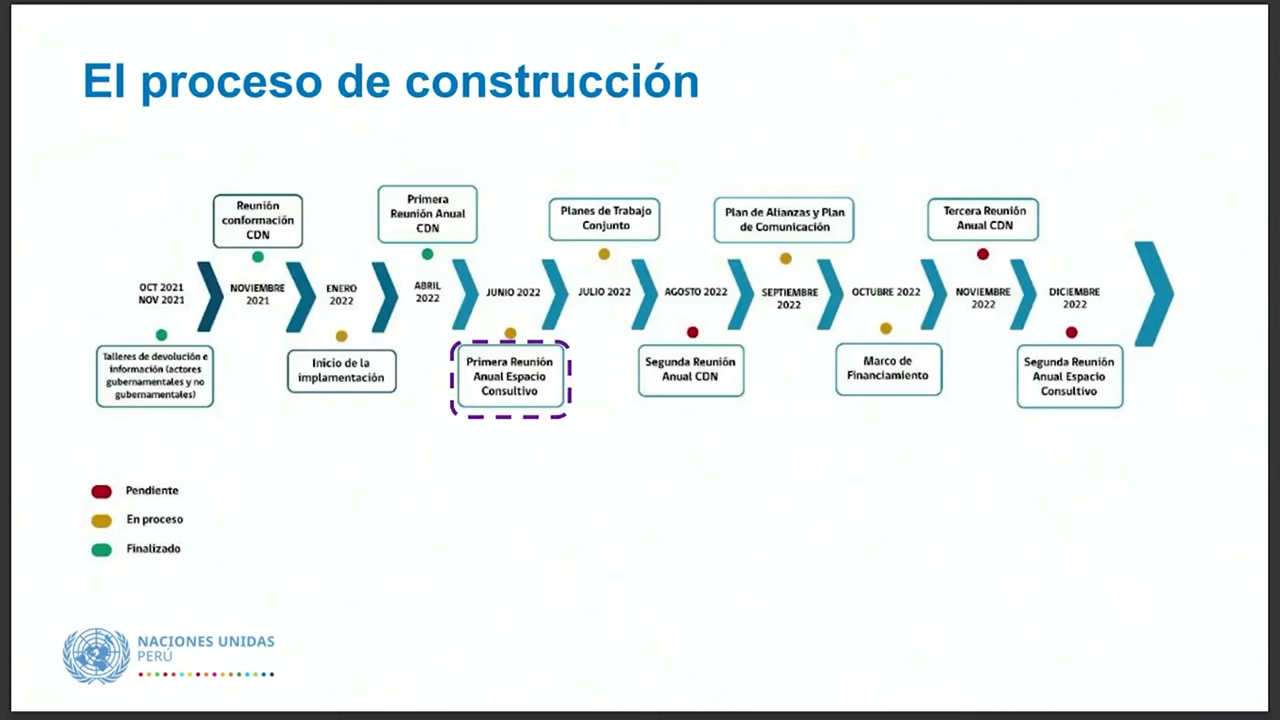 El proceso de construcción
Reunión
conformación
CDN
Primera
Reunión Anual
CDN
Planes de Trabajo
Conjunto
Plan de Alianzas y Plan
de Comunicación
Tercera Reunión
Anual CDN
OCT 2021
NOV 2021
NOVIEMBRE
2021
ENERO
2022
ABRIL
2022
JUNIO 2022
JULIO 2022
AGOSTO 2022
SEPTIEMBRE
2022
OCTUBRE 2022
NOVIEMBRE
2022
DICIEMBRE
2022
Talleres de devolución e
información (actores
gubernamentales y no
gubernamentales)
Inicio de la
implementación
Primera Reunión
Anual Espacio
Consultivo
Segunda Reunión
Anual CDN
Marco de
Financiamiento
Segunda Reunión
Anual Espacio
Consultivo
Pendiente
En proceso
Finalizado
NACIONES UNIDAS
PERÚ